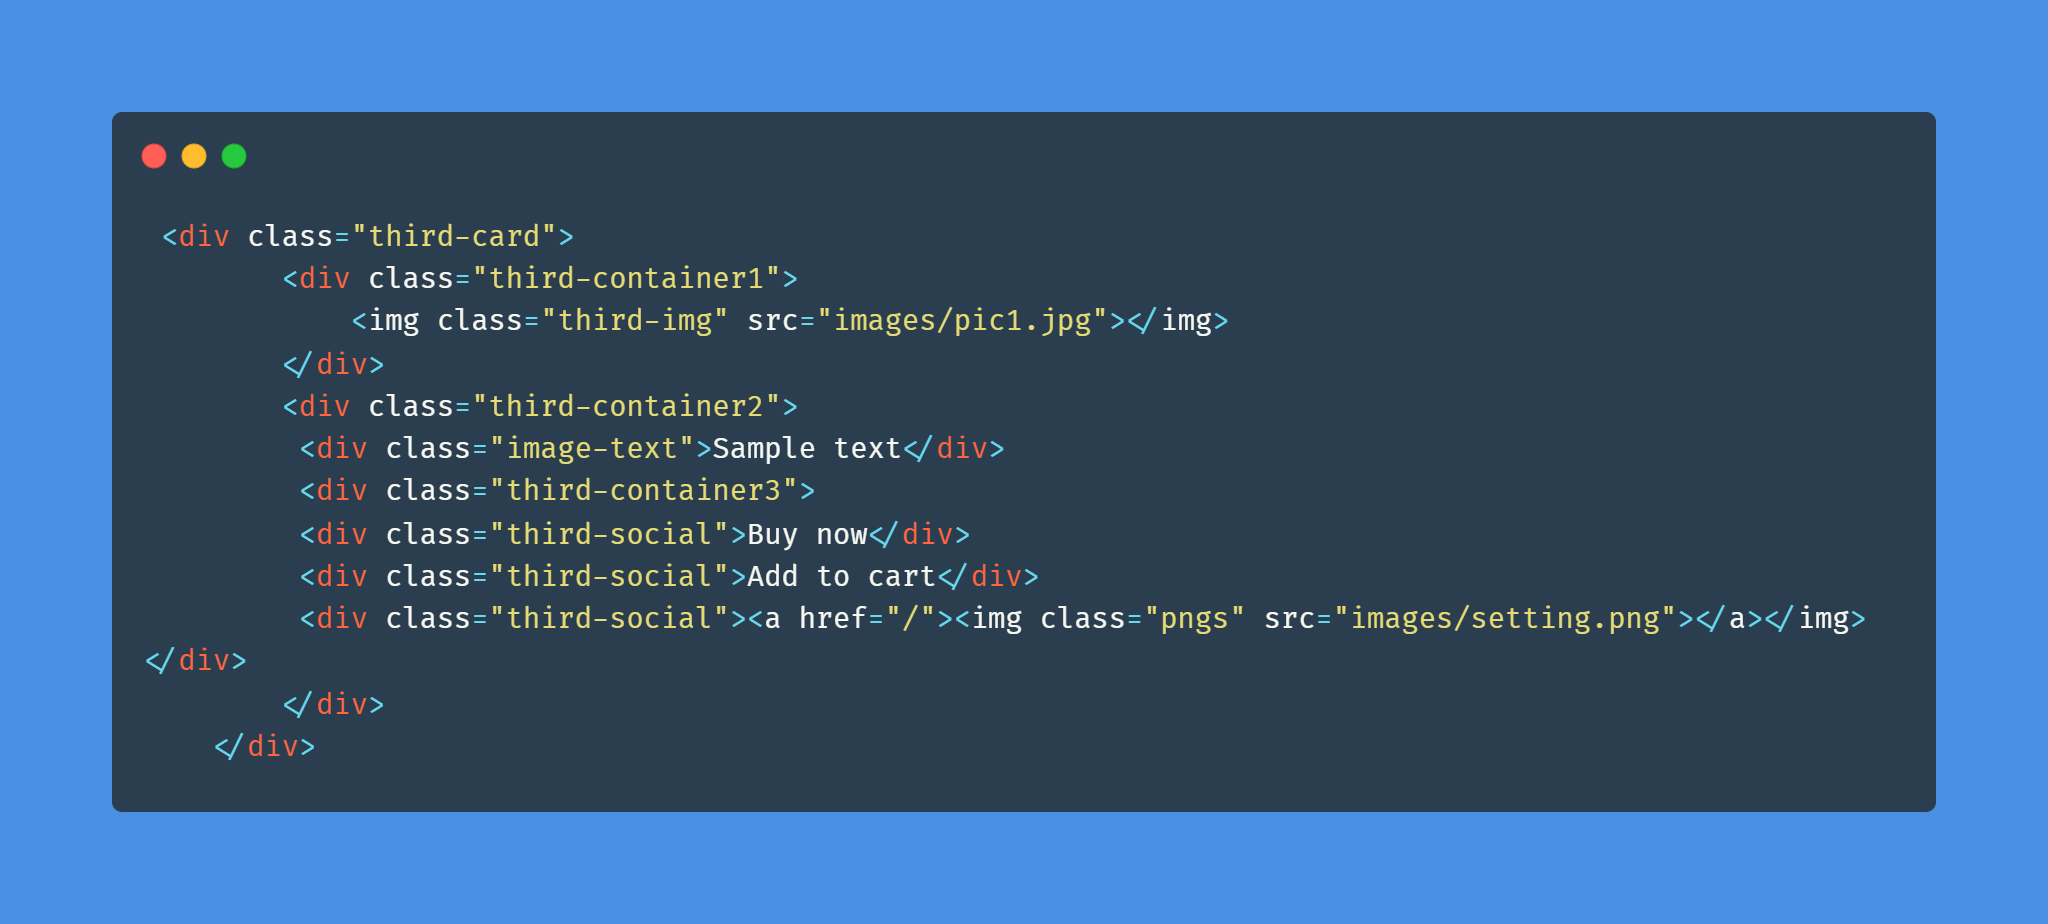 <div class="third-card">
<div class="third-container1">
<img class="third-img" src="images/pic1.jpg"></img>
</div>
<div class="third-container2">
<div class="image-text">Sample text</div>
<div class="third-container3">
<div class="third-social">Buy now</div>
<div class="third-social">Add to cart</div>
<div class="third-social"><a href="/"><img class="pngs" src="images/setting.png"></a></img>
</div>
</div>
</div>